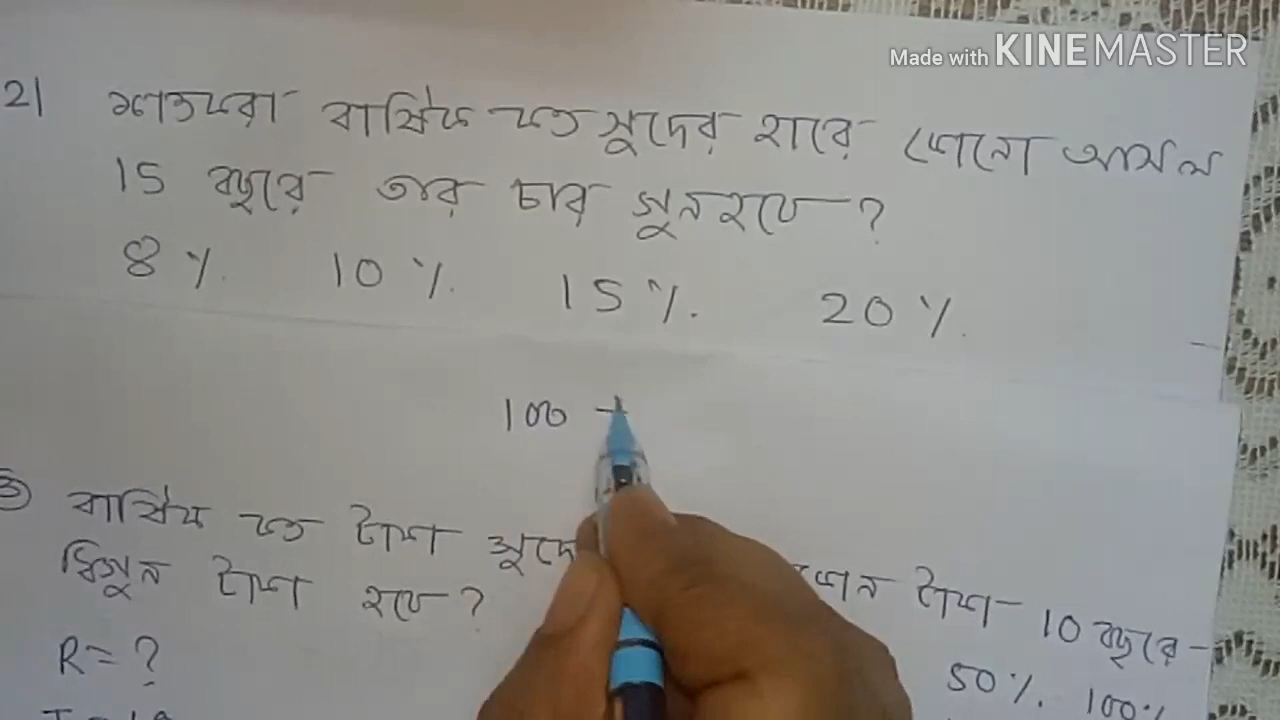 Made with KINEMASTER
2) শতকরা বার্ষিক কত সুদের হারে কোনো আসল
15 বছরে তার চার গুন হবে?
8% 10% 15% 20%
100
③ বার্ষিক কত টাকা সুদে টাকা 10 বছরে
দ্বিগুন টাকা হবে?
R = ?
50% 100%